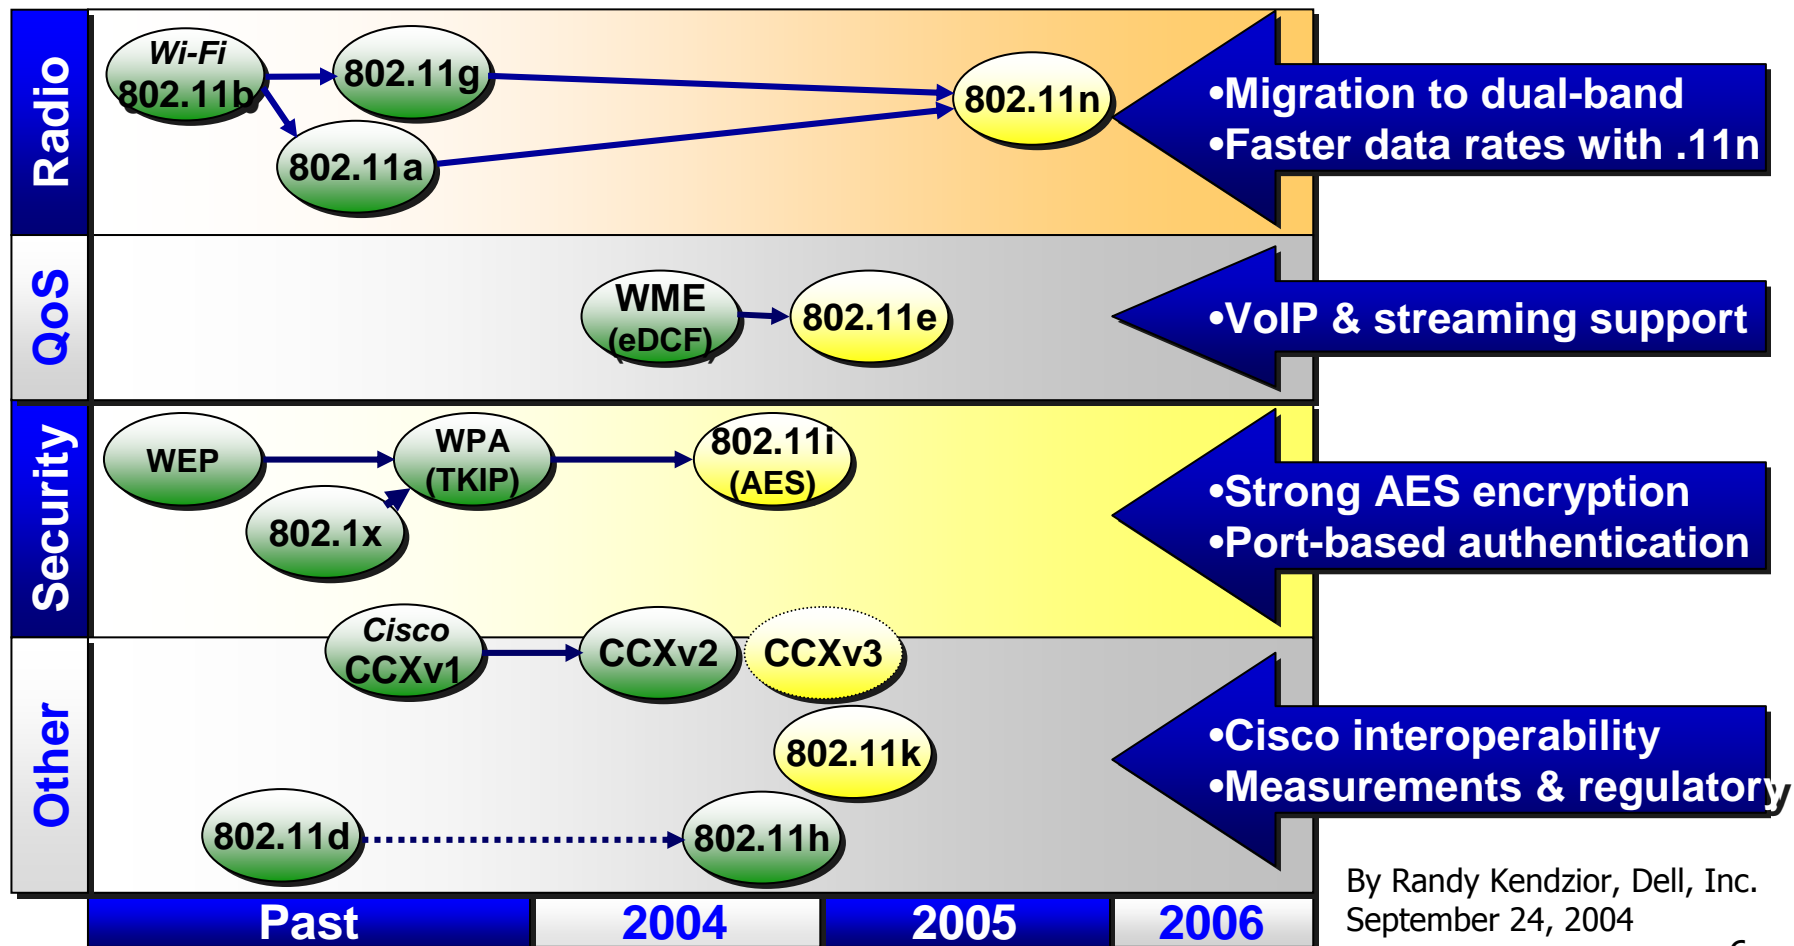 Radio
Wi-Fi
802.11b
802.11g
802.11a
802.11n
•Migration to dual-band
•Faster data rates with .11n
QoS
WME
(eDCF)
802.11e
•VoIP & streaming support
Security
WEP
WPA
(TKIP)
802.1x
802.11i
(AES)
•Strong AES encryption
•Port-based authentication
Other
Cisco
CCXv1
CCXv2
CCXv3
802.11k
802.11d
802.11h
•Cisco interoperability
•Measurements & regulatory
Past
2004
2005
2006
By Randy Kendzior, Dell, Inc.
September 24, 2004